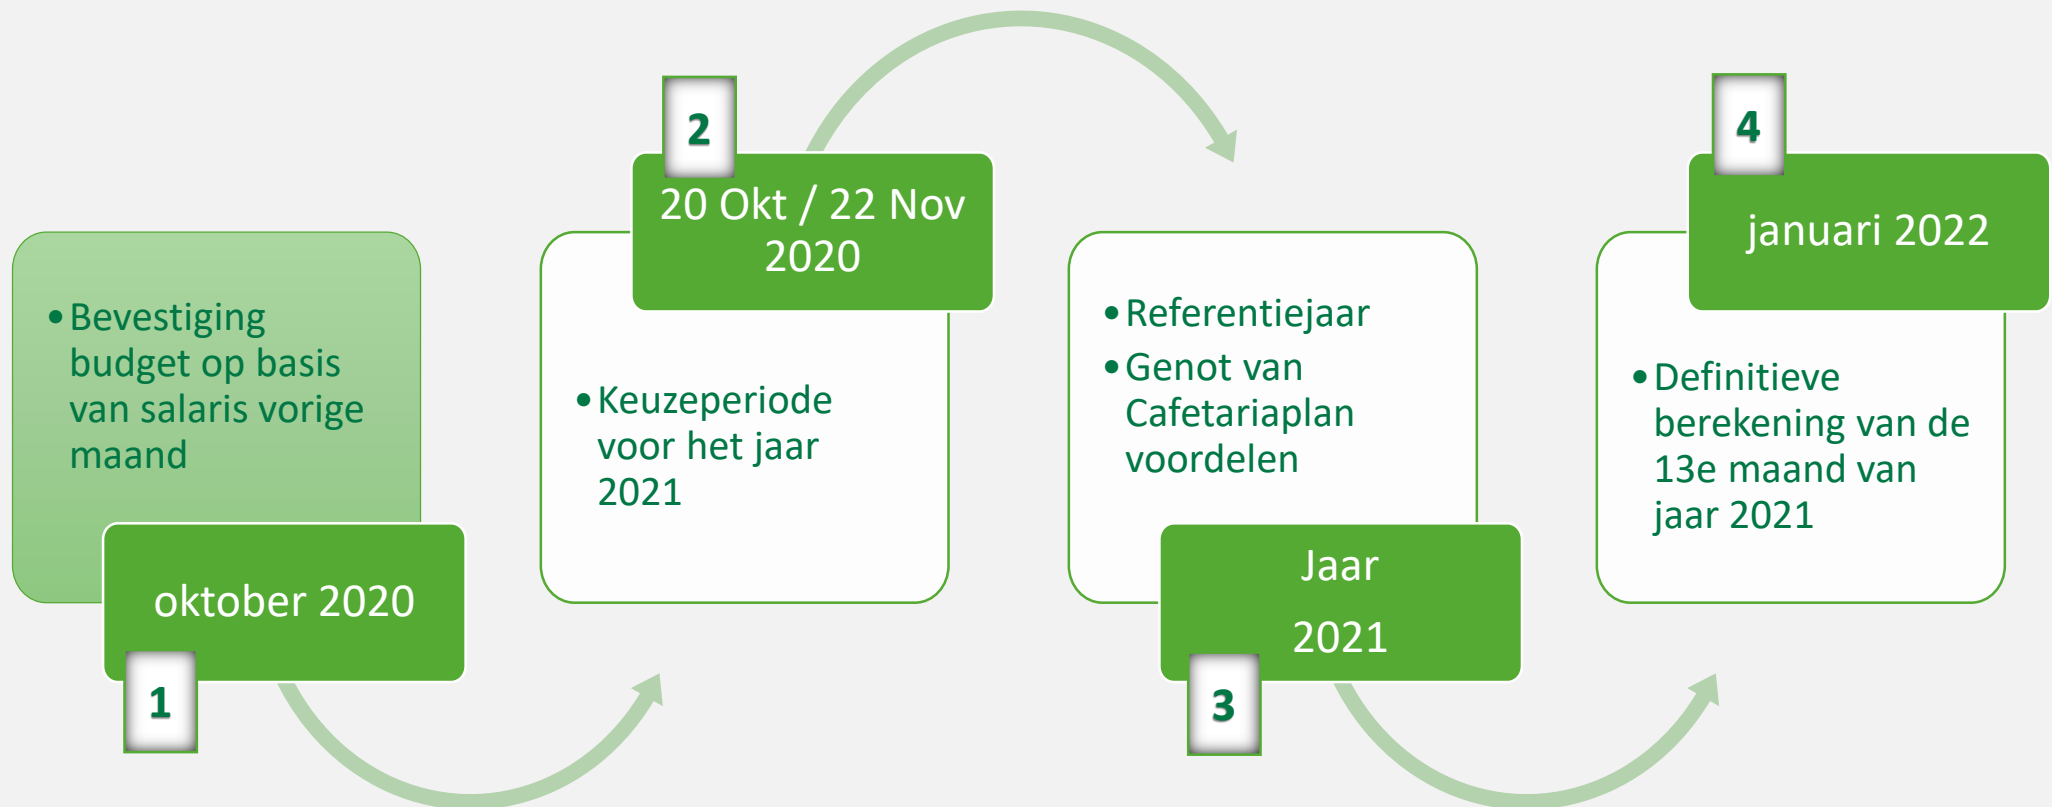 • Bevestiging
budget op basis
van salaris vorige
maand
oktober 2020
1
2
20 Okt / 22 Nov
2020
• Keuzeperiode
voor het jaar
2021
• Referentiejaar
• Genot van
Cafetariaplan
voordelen
Jaar
2021
3
4
januari 2022
• Definitieve
berekening van de
13e maand van
jaar 2021